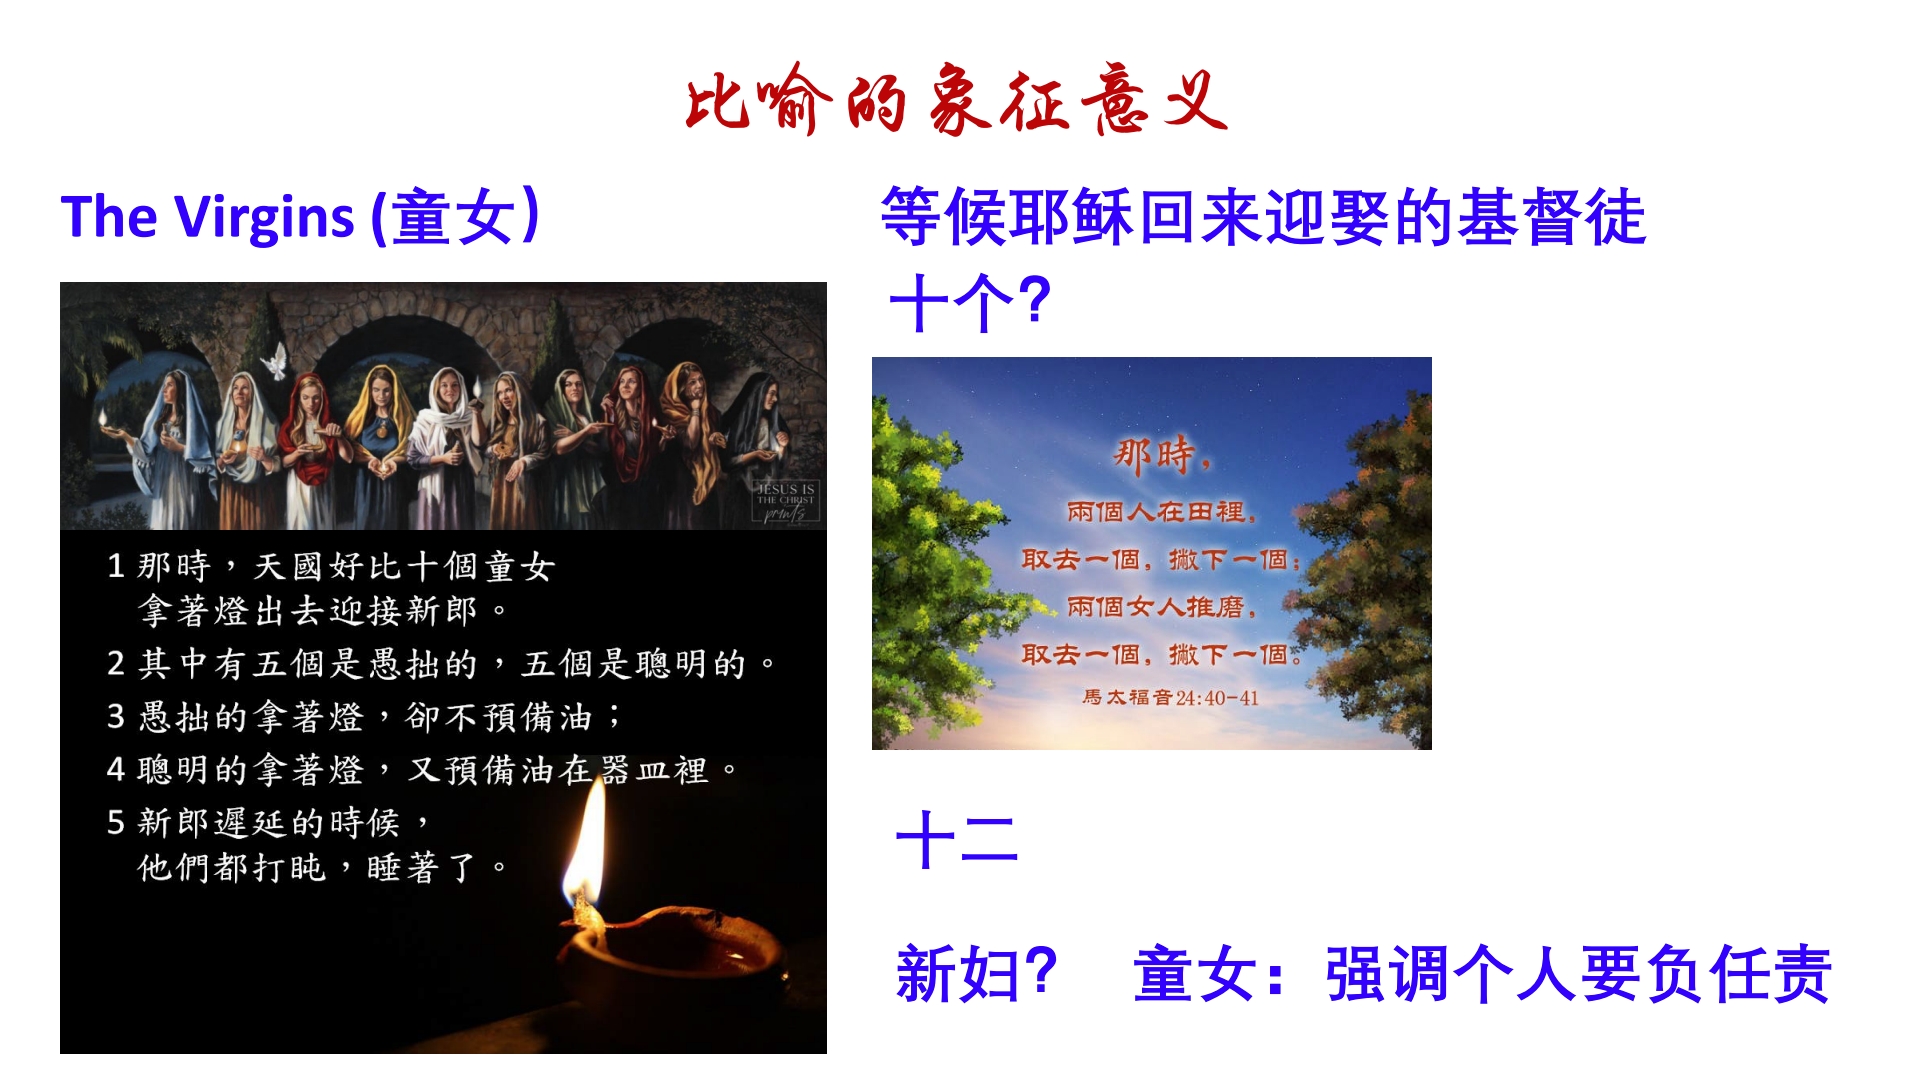 比喻的象征意义
The Virgins (童女)
等候耶稣回来迎娶的基督徒
十个?
JESUS IS
THE CHRIST
prints
1 那時，天國好比十個童女
拿著燈出去迎接新郎。
2 其中有五個是愚拙的，五個是聰明的。
3 愚拙的拿著燈，卻不預備油；
4 聰明的拿著燈，又預備油在器皿裡。
5 新郎遲延的時候，
他們都打盹，睡著了。
那時，
兩個人在田裡，
取去一個，撇下一個；
兩個女人推磨，
取去一個，撇下一個。
馬太福音24:40-41
十二
新妇? 童女：强调个人要负任责